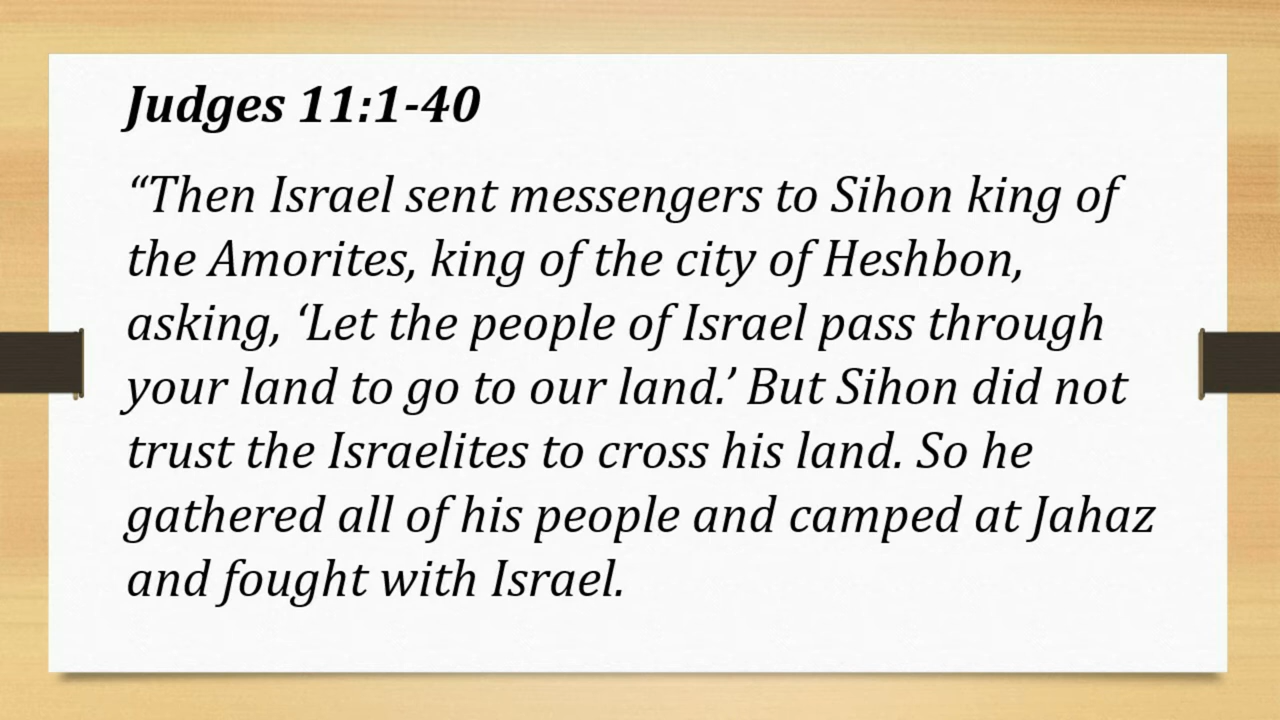 Judges 11:1-40
“Then Israel sent messengers to Sihon king of
the Amorites, king of the city of Heshbon,
asking, ‘Let the people of Israel pass through
your land to go to our land.’ But Sihon did not
trust the Israelites to cross his land. So he
gathered all of his people and camped at Jahaz
and fought with Israel.